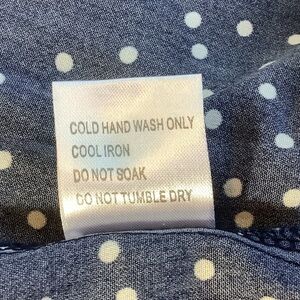 COLD HAND WASH ONLY
COOL IRON
DO NOT SOAK
DO NOT TUMBLE DRY